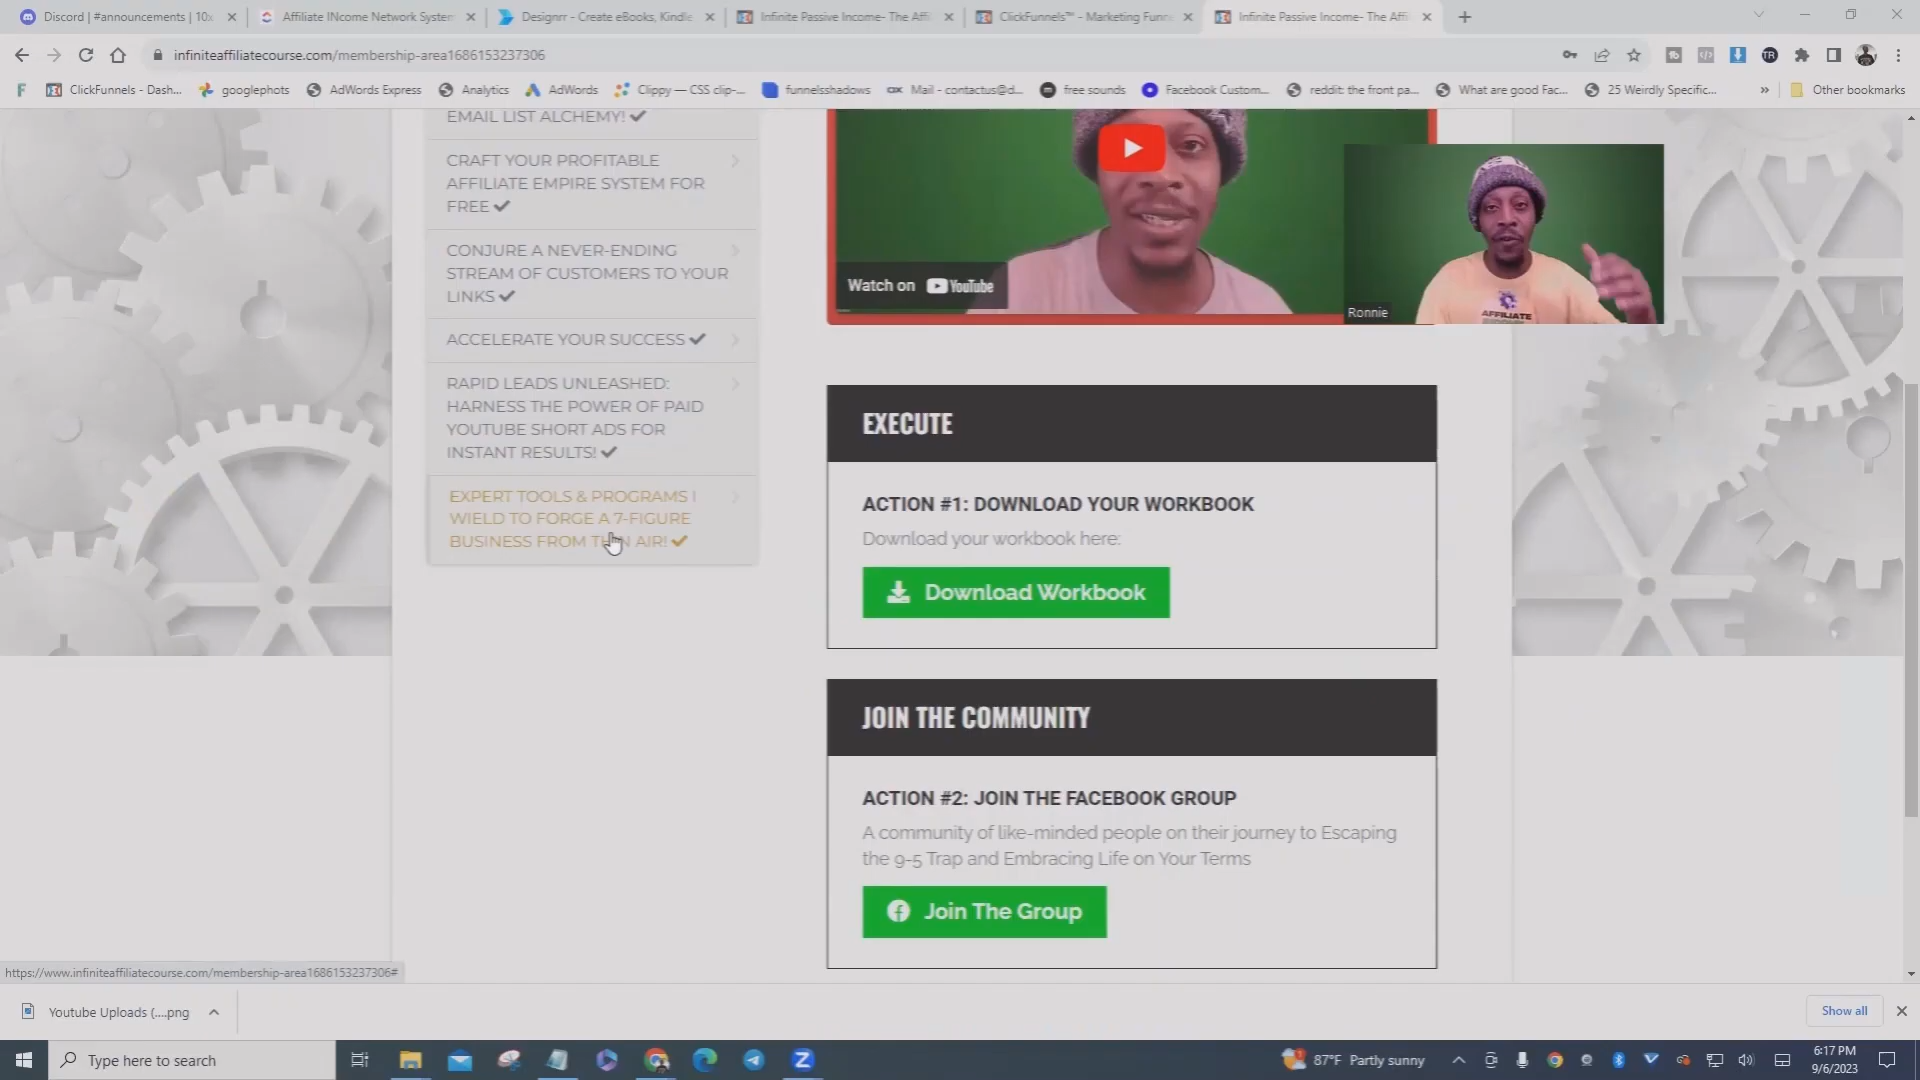 Discord | #announcements | 10x
Affiliate INcome Network System
Designrr - Create eBooks, Kindle
Infinite Passive Income- The Affi
ClickFunnels™ - Marketing Funn
Infinite Passive Income- The Affi
infiniteaffiliatecourse.com/membership-area1686153237306
F
ClickFunnels - Dash...
googlephots
AdWords Express
Analytics
AdWords
Clippy — CSS clip-...
funnelsshadows
Mail - contactus@d...
free sounds
Facebook Custom...
reddit: the front pa...
What are good Fac...
25 Weirdly Specific...
Other bookmarks
EMAIL LIST ALCHEMY!
CRAFT YOUR PROFITABLE
AFFILIATE EMPIRE SYSTEM FOR
FREE
CONJURE A NEVER-ENDING
STREAM OF CUSTOMERS TO YOUR
LINKS
ACCELERATE YOUR SUCCESS
RAPID LEADS UNLEASHED:
HARNESS THE POWER OF PAID
YOUTUBE SHORT ADS FOR
INSTANT RESULTS!
EXPERT TOOLS & PROGRAMS I
WIELD TO FORGE A 7-FIGURE
BUSINESS FROM THIN AIR!
Watch on YouTube
AFFILIATE
Ronnie
EXECUTE
ACTION #1: DOWNLOAD YOUR WORKBOOK
Download your workbook here:
Download Workbook
JOIN THE COMMUNITY
ACTION #2: JOIN THE FACEBOOK GROUP
A community of like-minded people on their journey to Escaping
the 9-5 Trap and Embracing Life on Your Terms
Join The Group
https://www.infiniteaffiliatecourse.com/membership-area1686153237306#
Youtube Uploads (....png
Show all
Type here to search
87°F Partly sunny
6:17 PM
9/6/2023